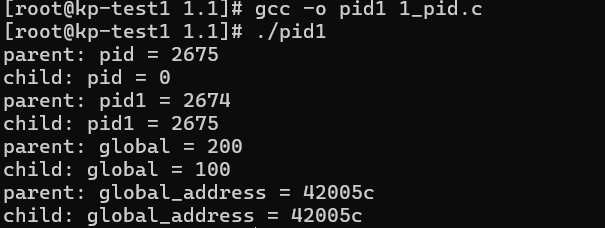 [root@kp-test1 1.1]# gcc -o pid1 1_pid.c
[root@kp-test1 1.1]# ./pid1
parent: pid = 2675
child: pid = 0
parent: pid1 = 2674
child: pid1 = 2675
parent: global = 200
child: global = 100
parent: global_address = 42005c
child: global_address = 42005c